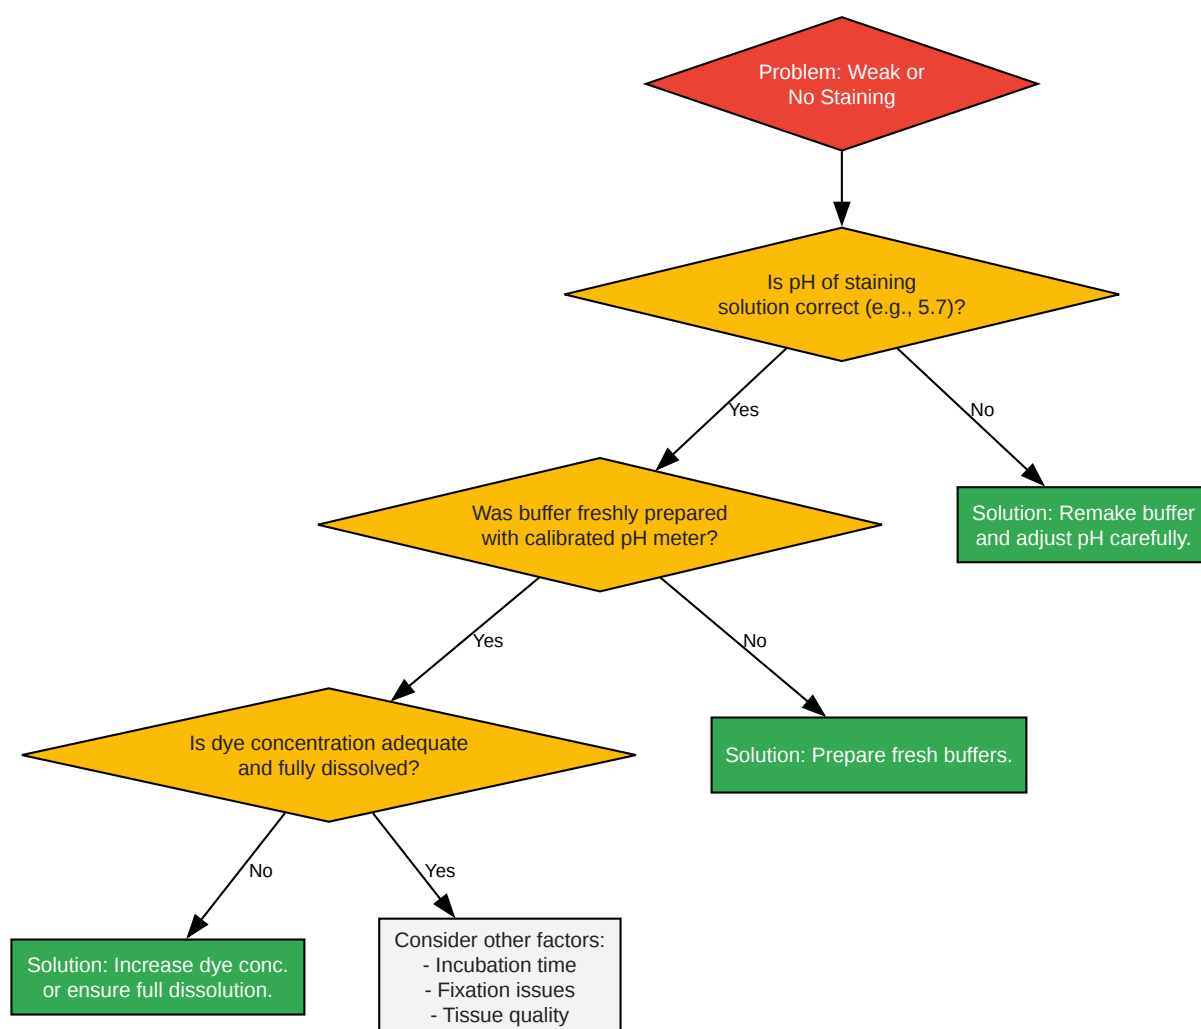 Problem: Weak or
No Staining
Is pH of staining
solution correct (e.g., 5.7)?
Yes
No
Was buffer freshly prepared
with calibrated pH meter?
Solution: Remake buffer
and adjust pH carefully.
Yes
No
Is dye concentration adequate
and fully dissolved?
Solution: Prepare fresh buffers.
No
Yes
Solution: Increase dye conc.
or ensure full dissolution.
Consider other factors:
- Incubation time
- Fixation issues
- Tissue quality